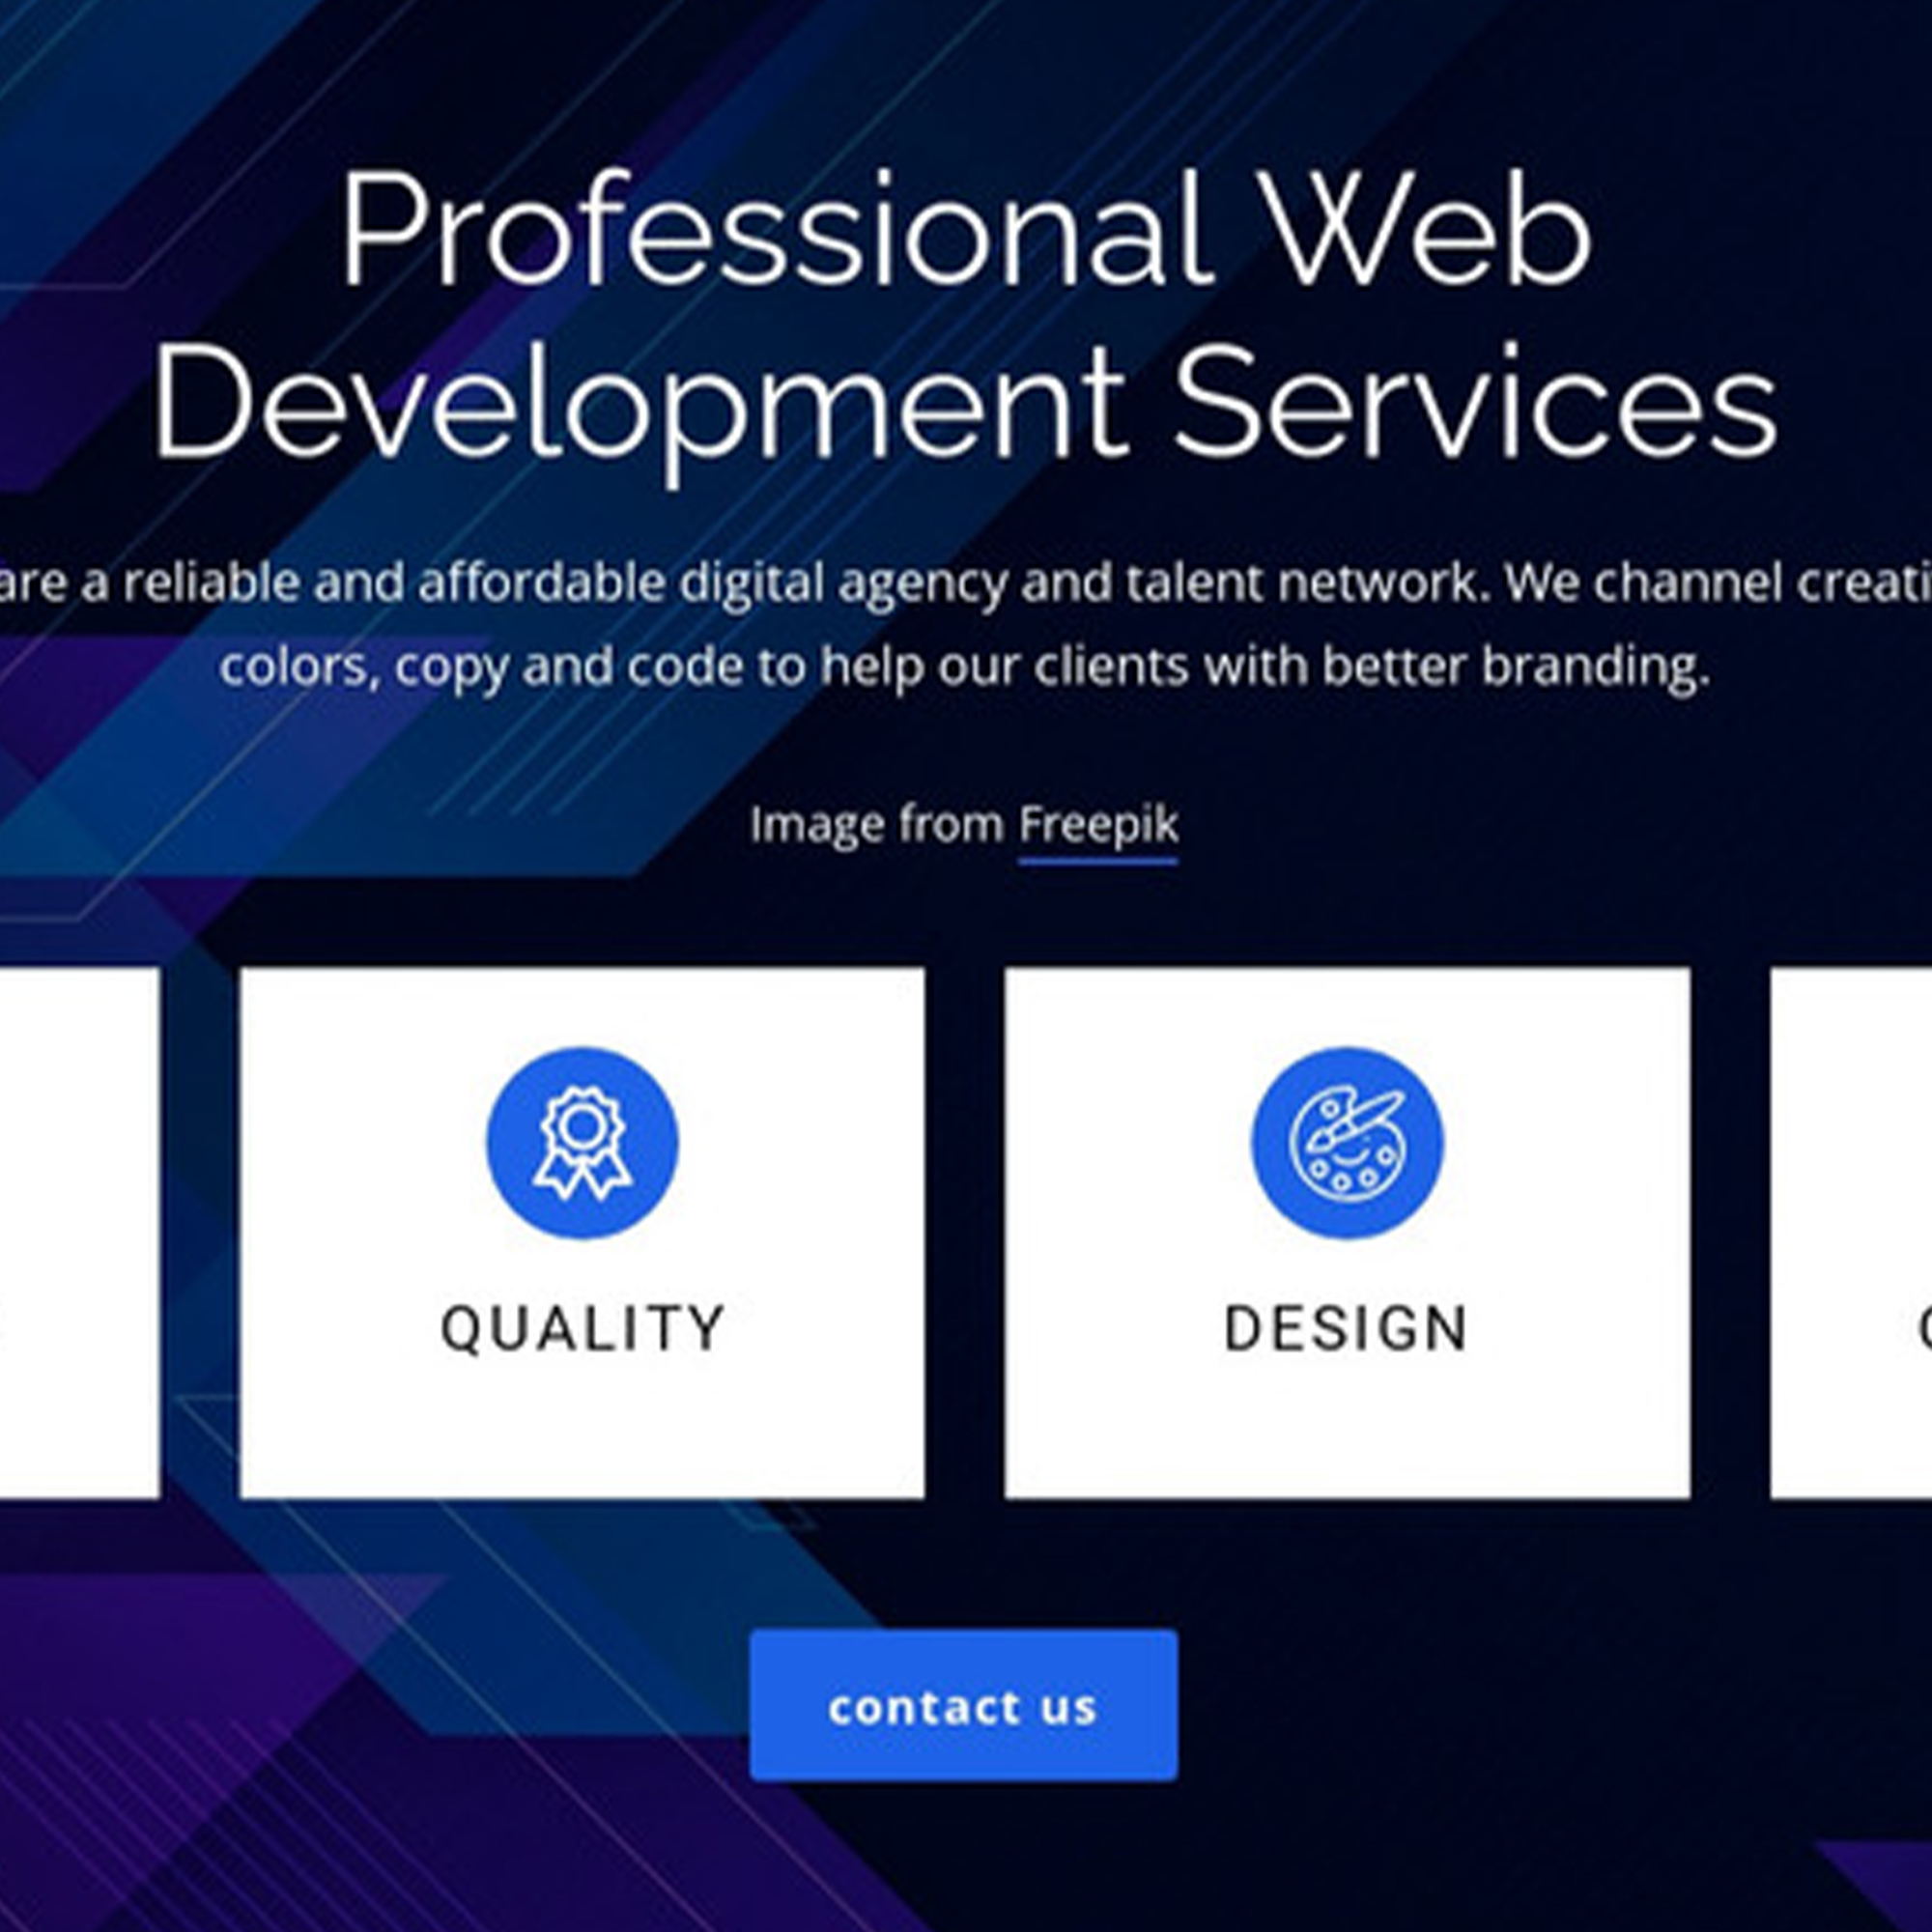 Professional Web
Development Services
are a reliable and affordable digital agency and talent network. We channel
colors, copy and code to help our clients with better branding.
Image from Freepik
QUALITY
DESIGN
contact us